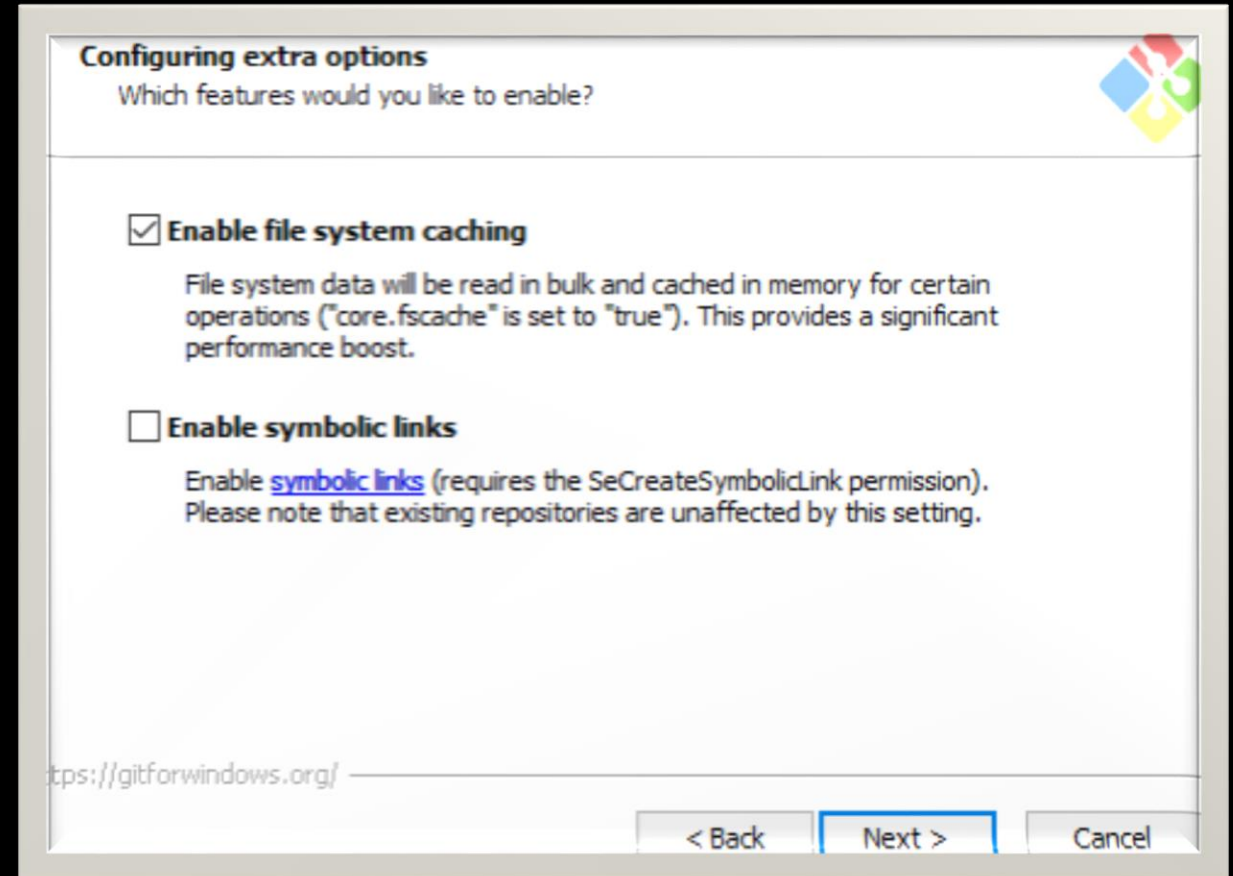 Configuring extra options
Which features would you like to enable?
Enable file system caching
File system data will be read in bulk and cached in memory for certain
operations ("core.fscache" is set to "true"). This provides a significant
performance boost.
Enable symbolic links
Enable symbolic links (requires the SeCreateSymbolicLink permission).
Please note that existing repositories are unaffected by this setting.
tps://gitforwindows.org/
< Back Next > Cancel